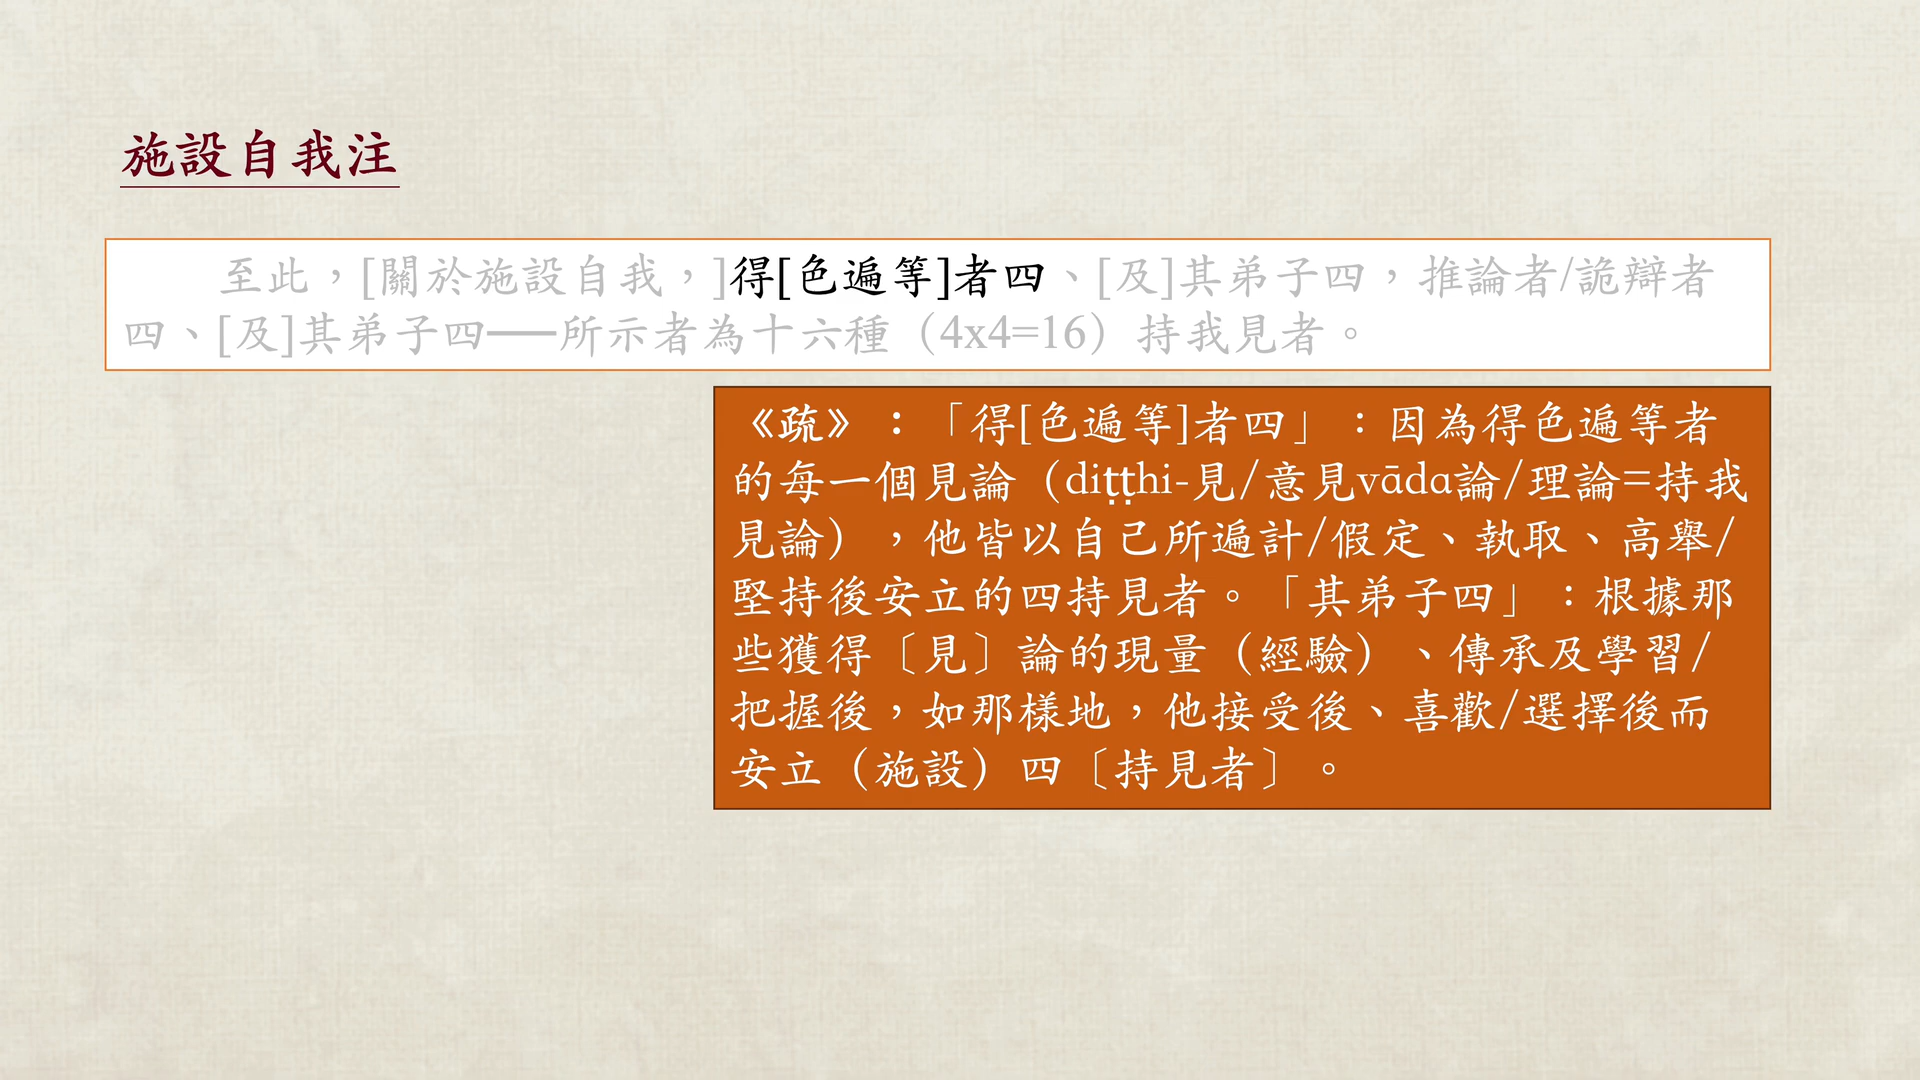 施設自我注
至此，[關於施設自我，]得[色遍等]者四、[及]其弟子四，推論者/詭辯者
四、[及]其弟子四──所示者為十六種（4x4=16）持我見者。
《疏》：「得[色遍等]者四」：因為得色遍等者
的每一個見論（diṭṭhi-見/意見vāda論/理論=持我
見論），他皆以自己所遍計/假定、執取、高舉/
堅持後安立的四持見者。「其弟子四」：根據那
些獲得〔見〕論的現量（經驗）、傳承及學習/
把握後，如那樣地，他接受後、喜歡/選擇後而
安立（施設）四〔持見者〕。